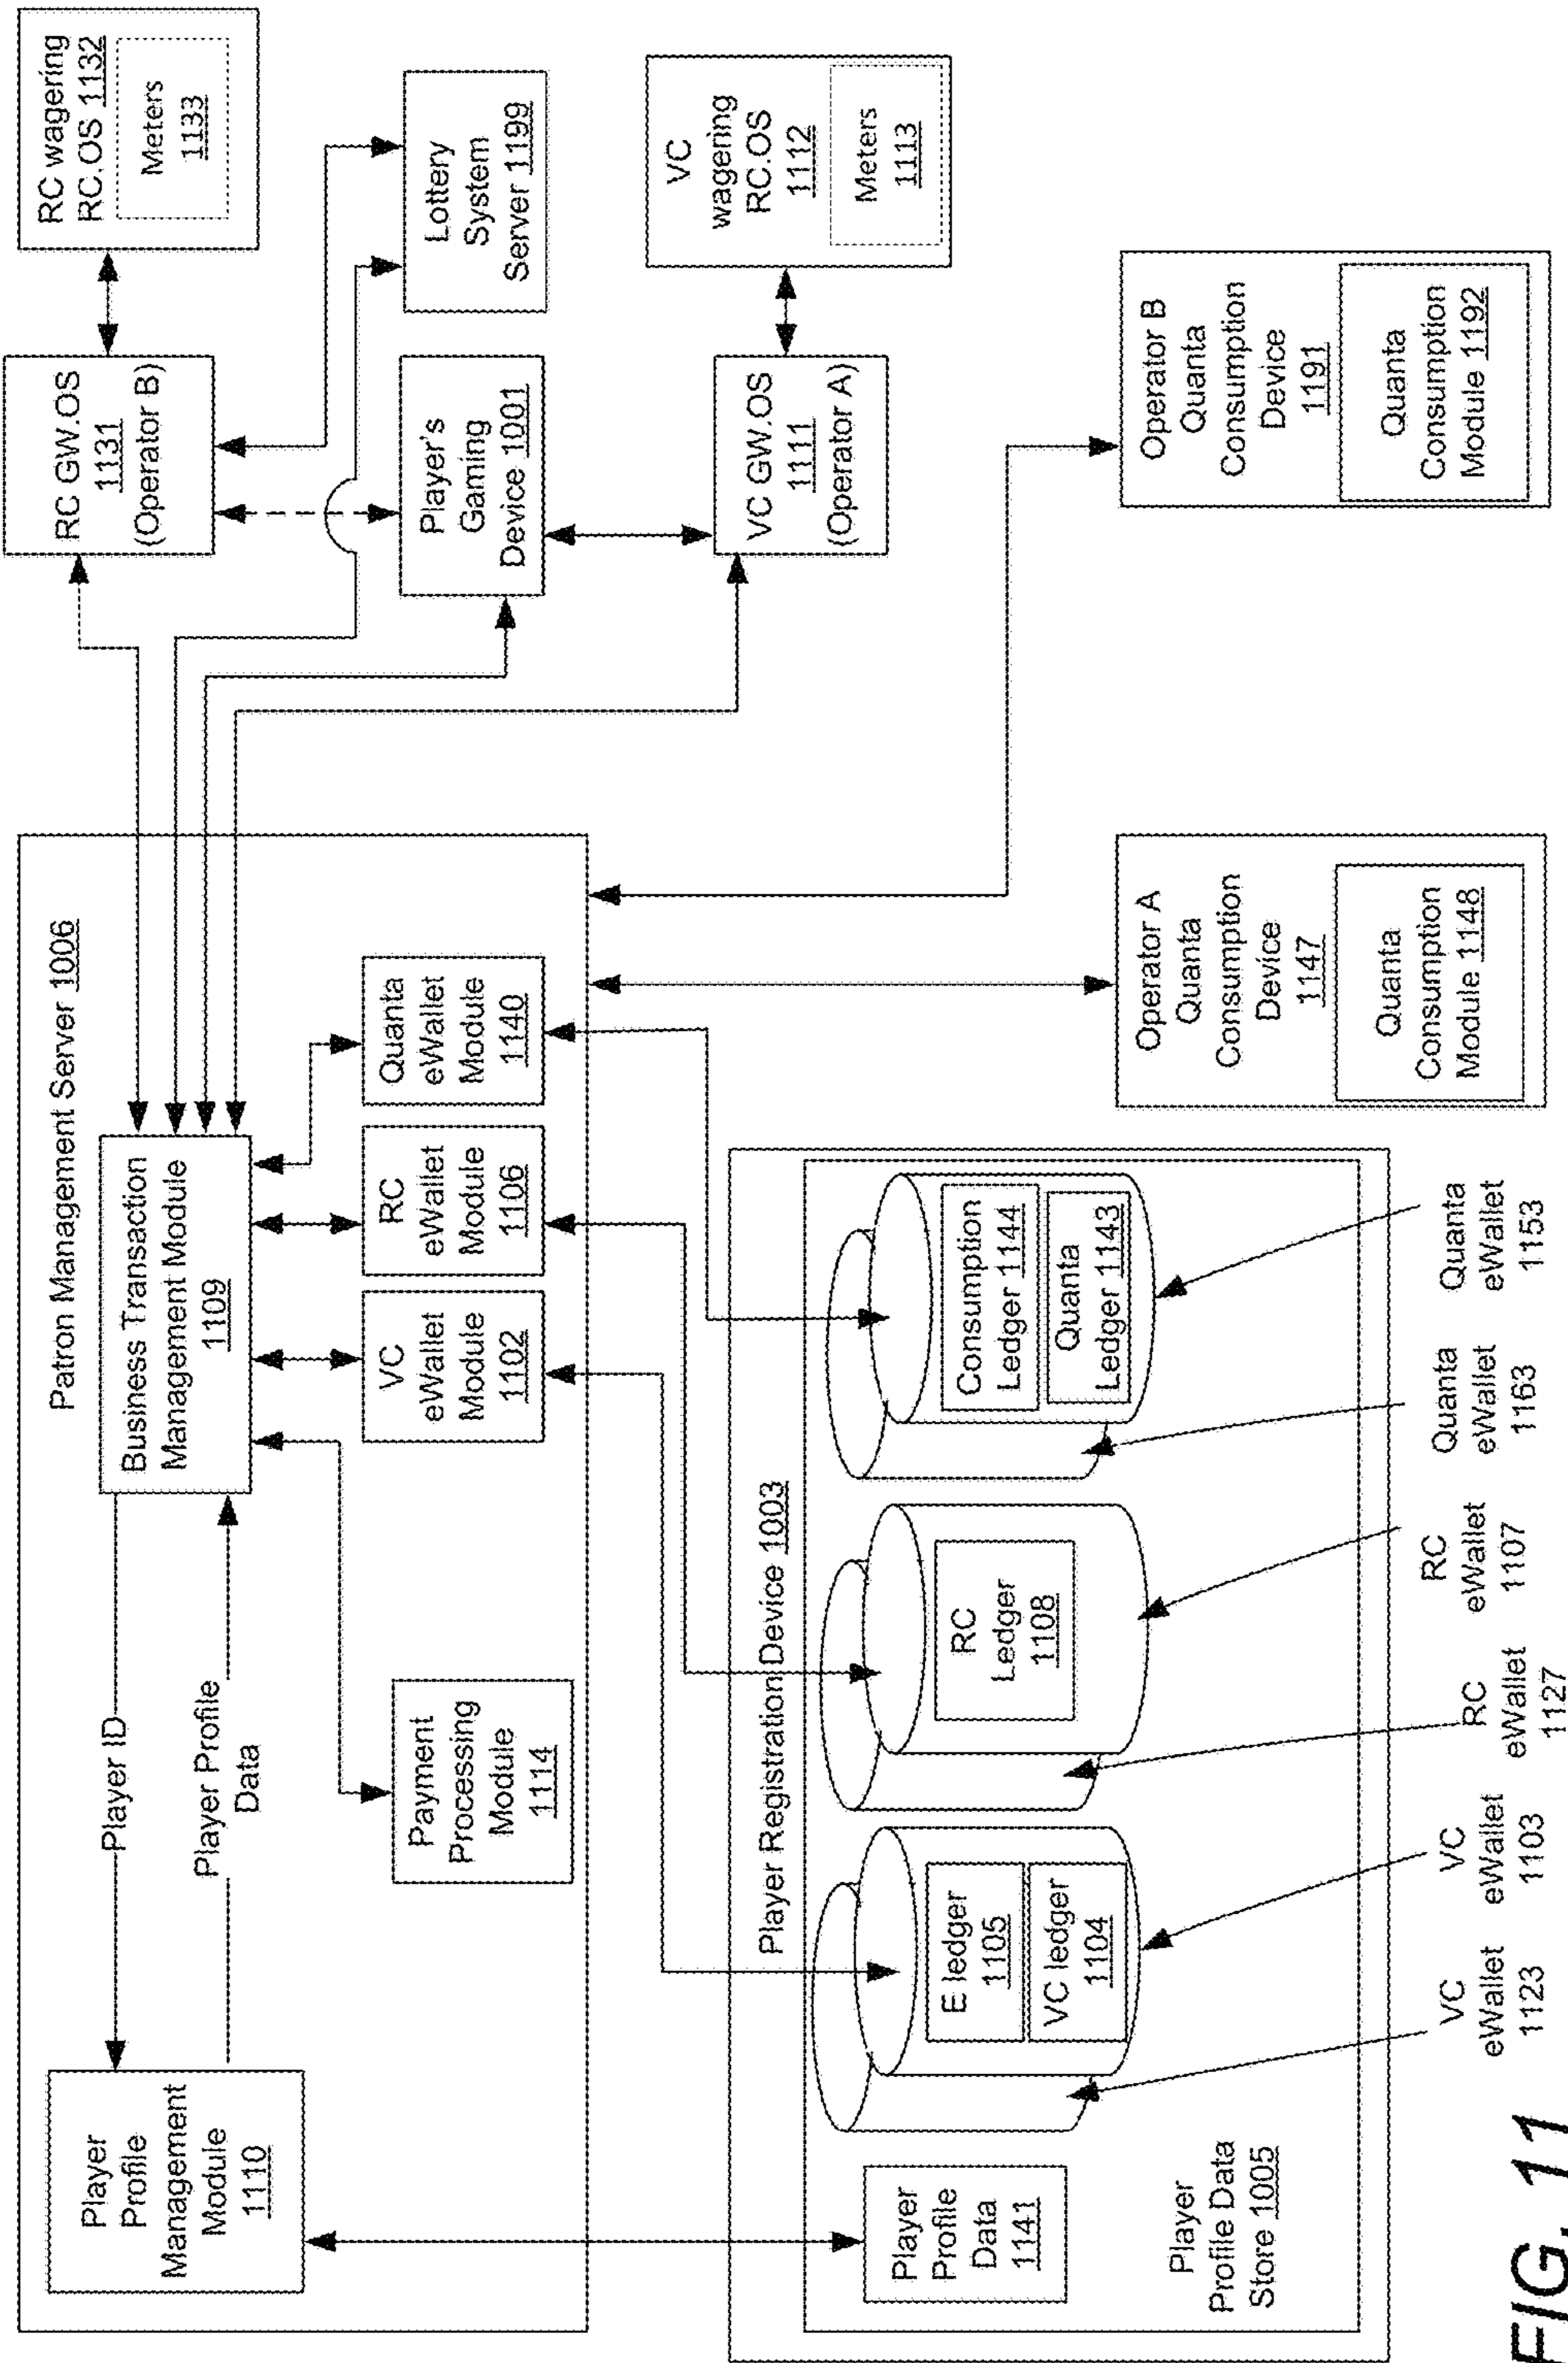 Patron Management Server 1006
Player
Profile
Management
Module
1110
Player ID
Player Profile
Data
Business Transaction
Management Module
1109
Payment
Processing
Module
1114
VC
eWallet
Module
1102
RC
eWallet
Module
1106
Quanta
eWallet
Module
1140
RC GW.OS
1131
(Operator B)
RC wagering
RC.OS 1132
Meters
1133
Player's
Gaming
Device 1001
Lottery
System
Server 1199
VC GW.OS
1111
(Operator A)
VC
wagering
RC.OS
1112
Meters
1113
Player Registration Device 1003
Player
Profile
Data
1141
Player
Profile Data
Store 1005
E ledger
1105
VC ledger
1104
RC
Ledger
1108
Consumption
Ledger 1144
Quanta
Ledger 1143
Operator A
Quanta
Consumption
Device
1147
Quanta
Consumption
Module 1148
Operator B
Quanta
Consumption
Device
1191
Quanta
Consumption
Module 1192
VC
eWallet
1123
VC
eWallet
1103
RC
eWallet
1127
RC
eWallet
1107
Quanta
eWallet
1163
Quanta
eWallet
1153
FIG. 11